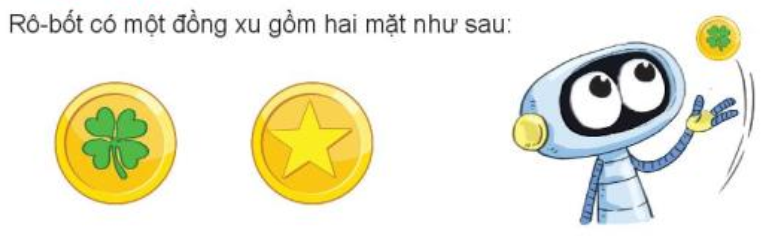 Rô-bốt có một đồng xu gồm hai mặt như sau: